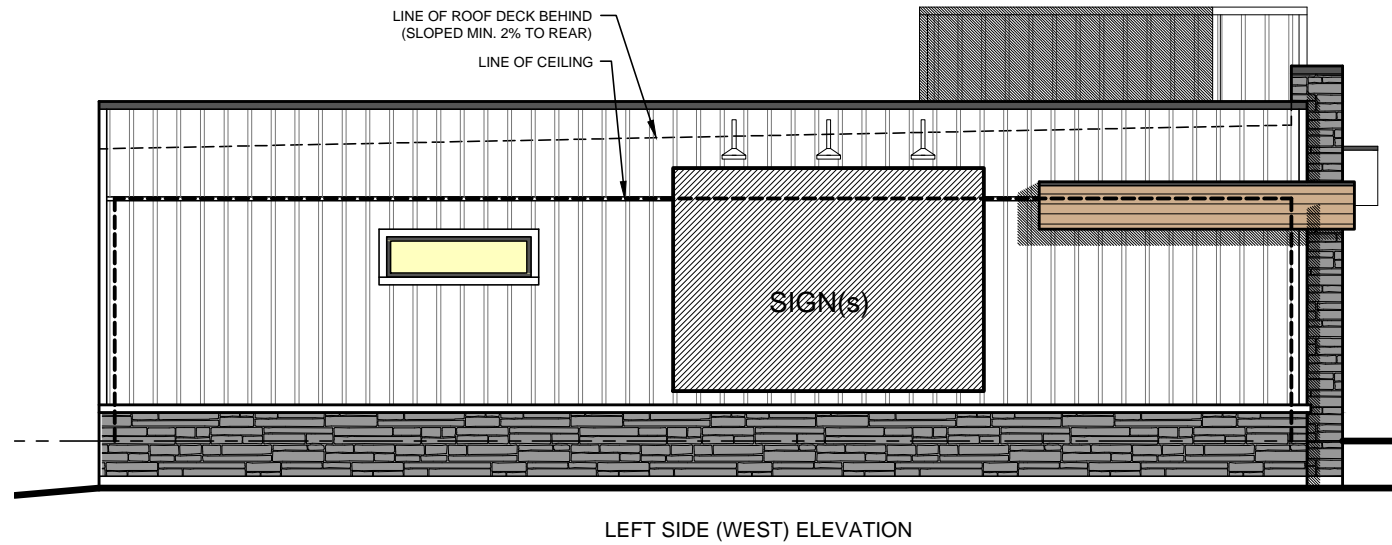 LINE OF ROOF DECK BEHIND
(SLOPED MIN. 2% TO REAR)
LINE OF CEILING
SIGN(s)
LEFT SIDE (WEST) ELEVATION